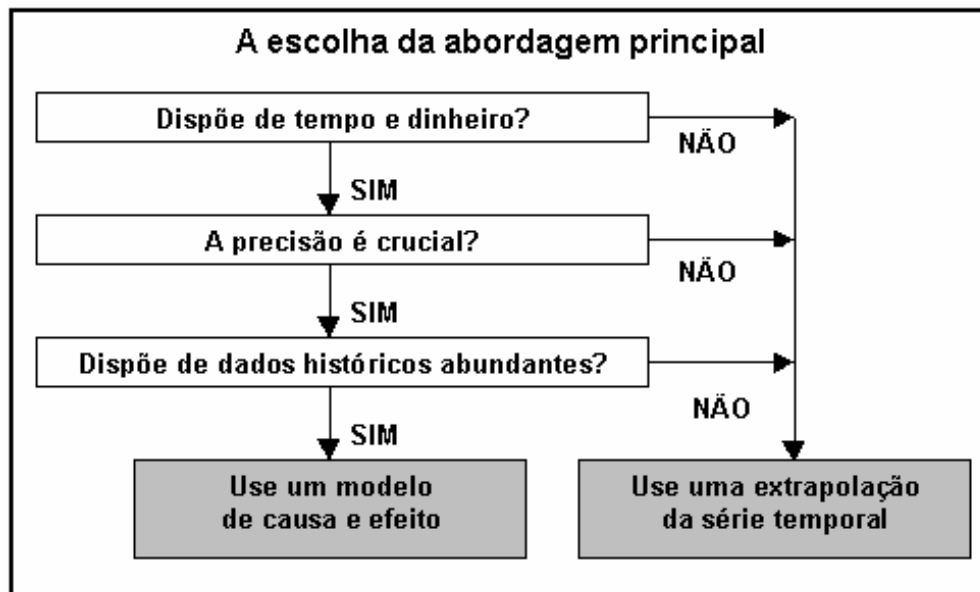 A escolha da abordagem principal
Dispõe de tempo e dinheiro?
NÃO
SIM
A precisão é crucial?
NÃO
SIM
Dispõe de dados históricos abundantes?
NÃO
SIM
Use um modelo
de causa e efeito
Use uma extrapolação
da série temporal